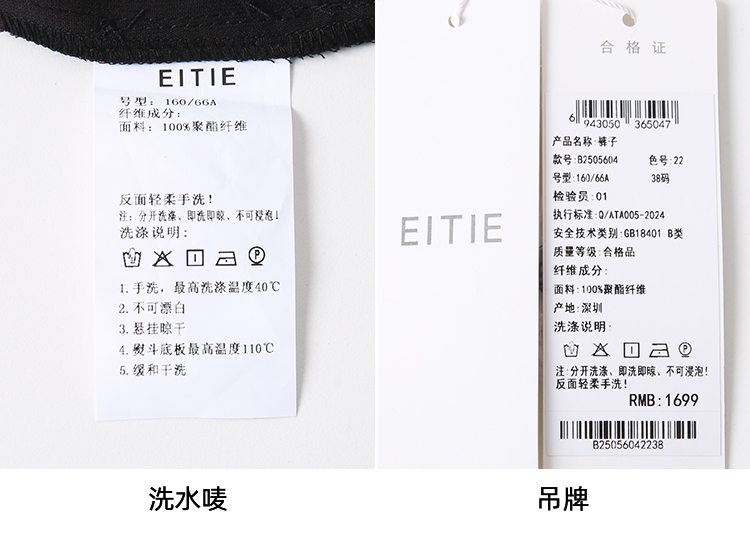 EITIE
号型: 160/66A
纤维成分:
面料: 100%聚酯纤维
反面轻柔手洗!
注: 分开洗涤、即洗即晾、不可浸泡!
洗涤说明:
1.手洗，最高洗涤温度40℃
2.不可漂白
3.悬挂晾干
4.熨斗底板最高温度110℃
5.缓和干洗
洗水唛
EITIE
合格证
6 943050 365047
产品名称: 裤子
款号: B2505604 色号: 22
号型: 160/66A 38码
检验员: 01
执行标准: Q/ATA005-2024
安全技术类别: GB18401 B类
质量等级: 合格品
纤维成分:
面料: 100%聚酯纤维
产地: 深圳
洗涤说明:
注: 分开洗涤、即洗即晾、不可浸泡!
反面轻柔手洗!
RMB: 1699
B25056042238
吊牌